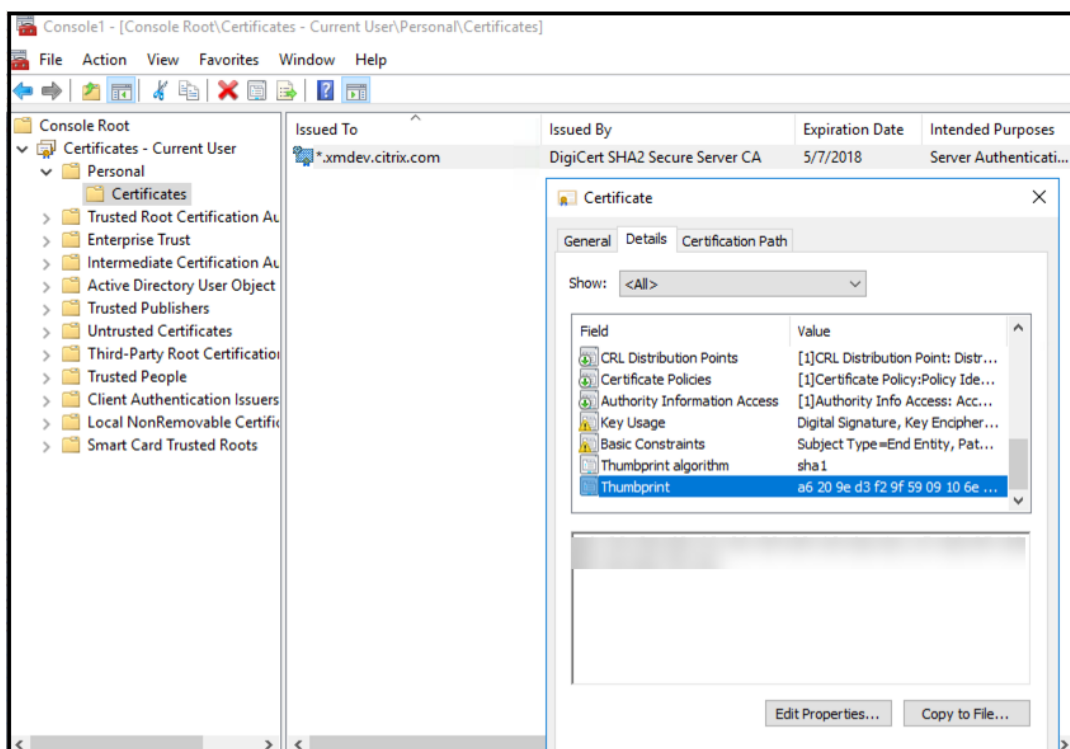 Console1 - [Console Root\Certificates - Current User\Personal\Certificates]
File Action View Favorites Window Help
Console Root
Certificates - Current User
Personal
Certificates
Trusted Root Certification Au
Enterprise Trust
Intermediate Certification Au
Active Directory User Object
Trusted Publishers
Untrusted Certificates
Third-Party Root Certification
Trusted People
Client Authentication Issuers
Local NonRemovable Certific
Smart Card Trusted Roots
Issued To Issued By Expiration Date Intended Purposes
*.xmdev.citrix.com DigiCert SHA2 Secure Server CA 5/7/2018 Server Authenticati...
Certificate
General Details Certification Path
Show: <All>
Field Value
CRL Distribution Points [1]CRL Distribution Point: Distr...
Certificate Policies [1]Certificate Policy:Policy Ide...
Authority Information Access [1]Authority Info Access: Acc...
Key Usage Digital Signature, Key Encipher...
Basic Constraints Subject Type=End Entity, Pat...
Thumbprint algorithm sha1
Thumbprint a6 20 9e d3 f2 9f 59 09 10 6e ...
Edit Properties... Copy to File...